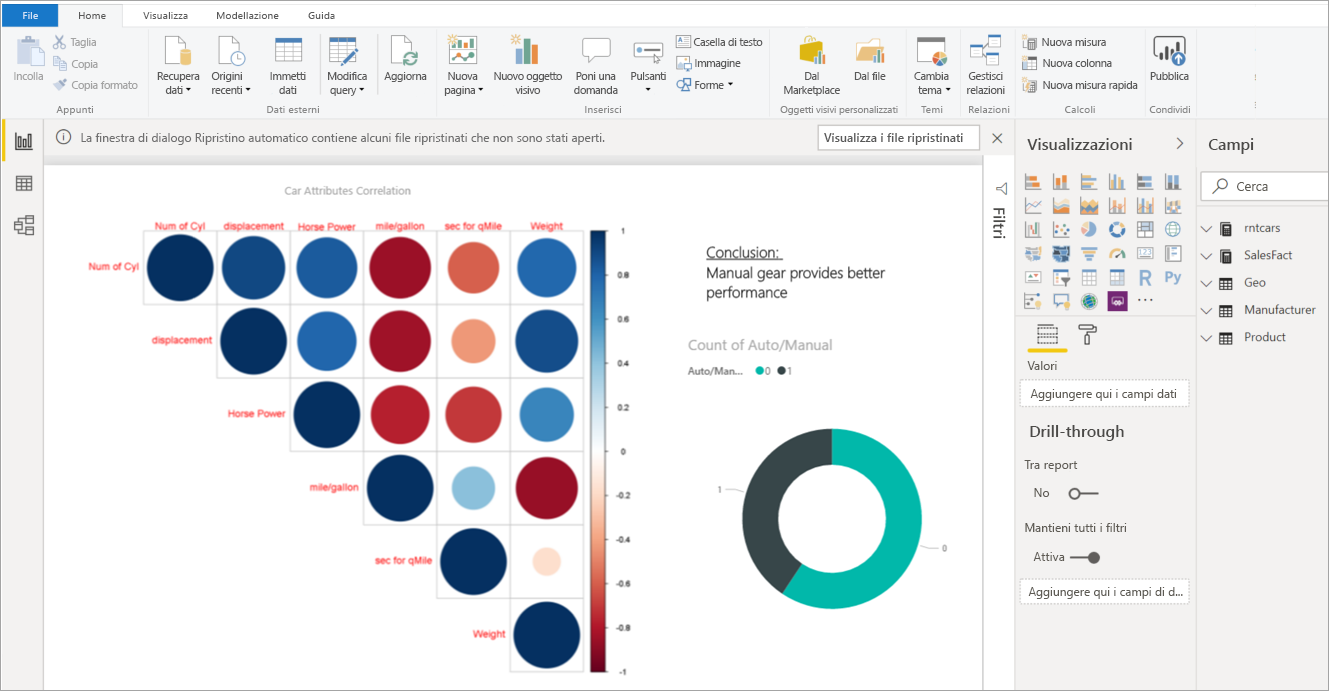 File
Home
Visualizza
Modellazione
Guida
Incolla
Taglia
Copia
Copia formato
Appunti
Recupera dati
Origini recenti
Immetti dati
Modifica query
Aggiorna
Dati esterni
Nuova pagina
Nuovo oggetto visivo
Poni una domanda
Pulsanti
Casella di testo
Immagine
Forme
Inserisci
Dal Marketplace
Dal file
Oggetti visivi personalizzati
Cambia tema
Temi
Gestisci relazioni
Relazioni
Nuova misura
Nuova colonna
Nuova misura rapida
Calcoli
Pubblica
Condividi
La finestra di dialogo Ripristino automatico contiene alcuni file ripristinati che non sono stati aperti.
Visualizza i file ripristinati
Car Attributes Correlation
Num of Cyl
displacement
Horse Power
mile/gallon
sec for qMile
Weight
Num of Cyl
displacement
Horse Power
mile/gallon
sec for qMile
Weight
1
0.8
0.6
0.4
0.2
0
-0.2
-0.4
-0.6
-0.8
-1
Conclusion:
Manual gear provides better
performance
Count of Auto/Manual
Auto/Man... 0 1
1
0
Filtri
Visualizzazioni
R
Py
Valori
Aggiungere qui i campi dati
Drill-through
Tra report
No
Mantieni tutti i filtri
Attiva
Aggiungere qui i campi di d...
Campi
Cerca
rntcars
SalesFact
Geo
Manufacturer
Product